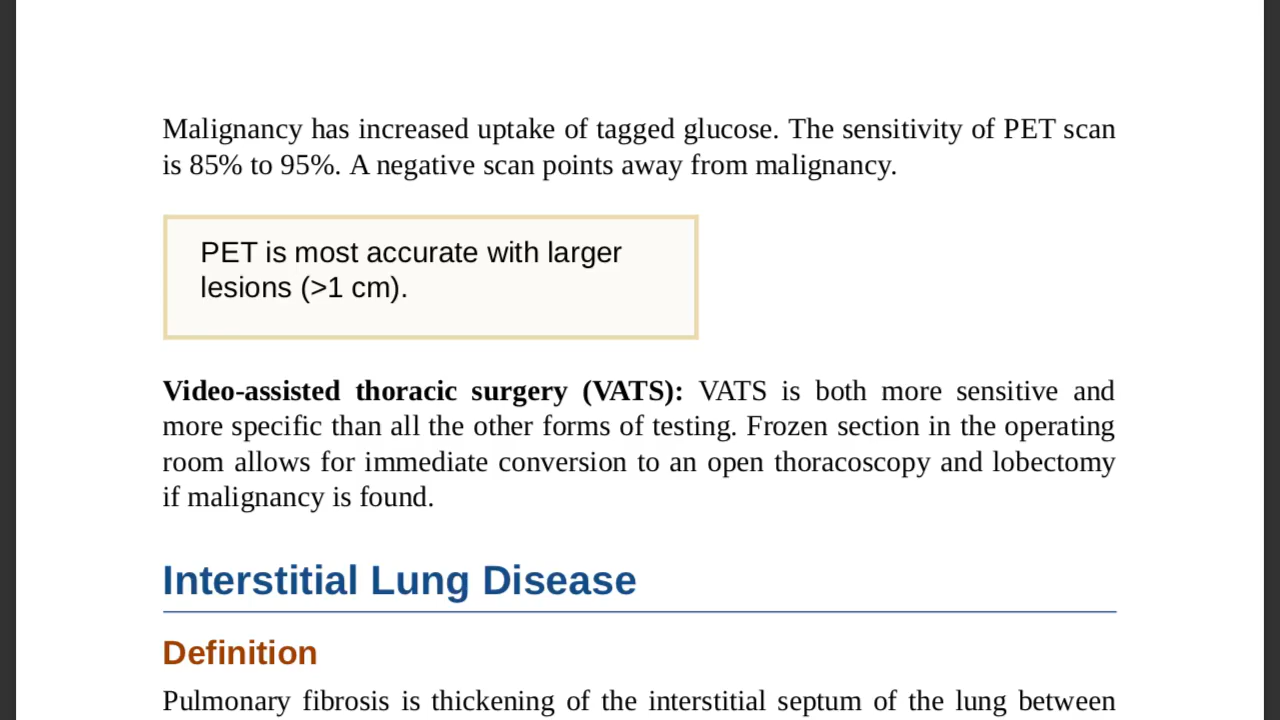 Malignancy has increased uptake of tagged glucose. The sensitivity of PET scan
is 85% to 95%. A negative scan points away from malignancy.
PET is most accurate with larger
lesions (>1 cm).
Video-assisted thoracic surgery (VATS): VATS is both more sensitive and
more specific than all the other forms of testing. Frozen section in the operating
room allows for immediate conversion to an open thoracoscopy and lobectomy
if malignancy is found.
Interstitial Lung Disease
Definition
Pulmonary fibrosis is thickening of the interstitial septum of the lung between